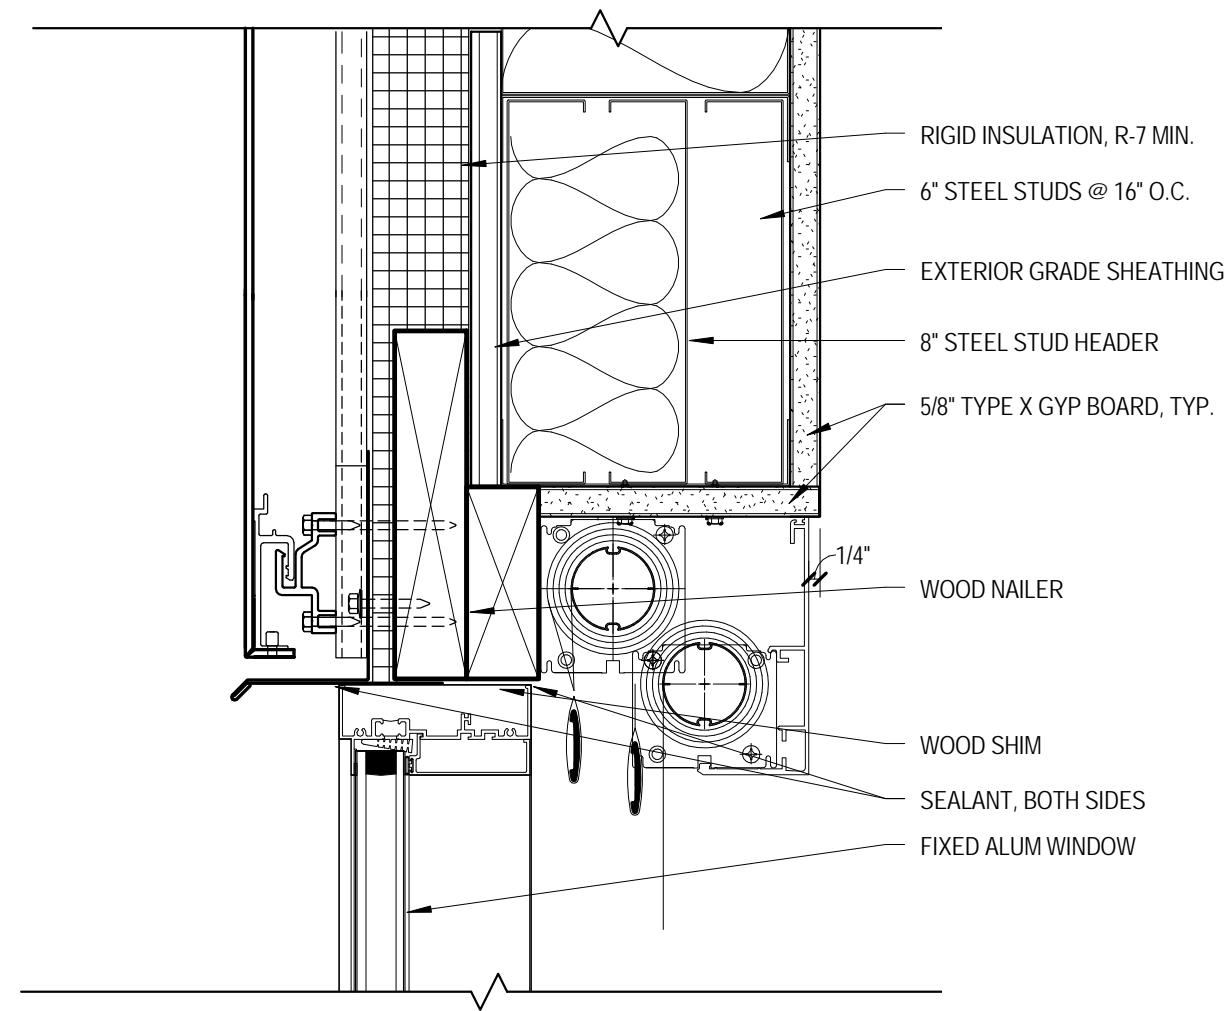 RIGID INSULATION, R-7 MIN.
6" STEEL STUDS @ 16" O.C.
EXTERIOR GRADE SHEATHING
8" STEEL STUD HEADER
5/8" TYPE X GYP BOARD, TYP.
1/4"
WOOD NAILER
WOOD SHIM
SEALANT, BOTH SIDES
FIXED ALUM WINDOW